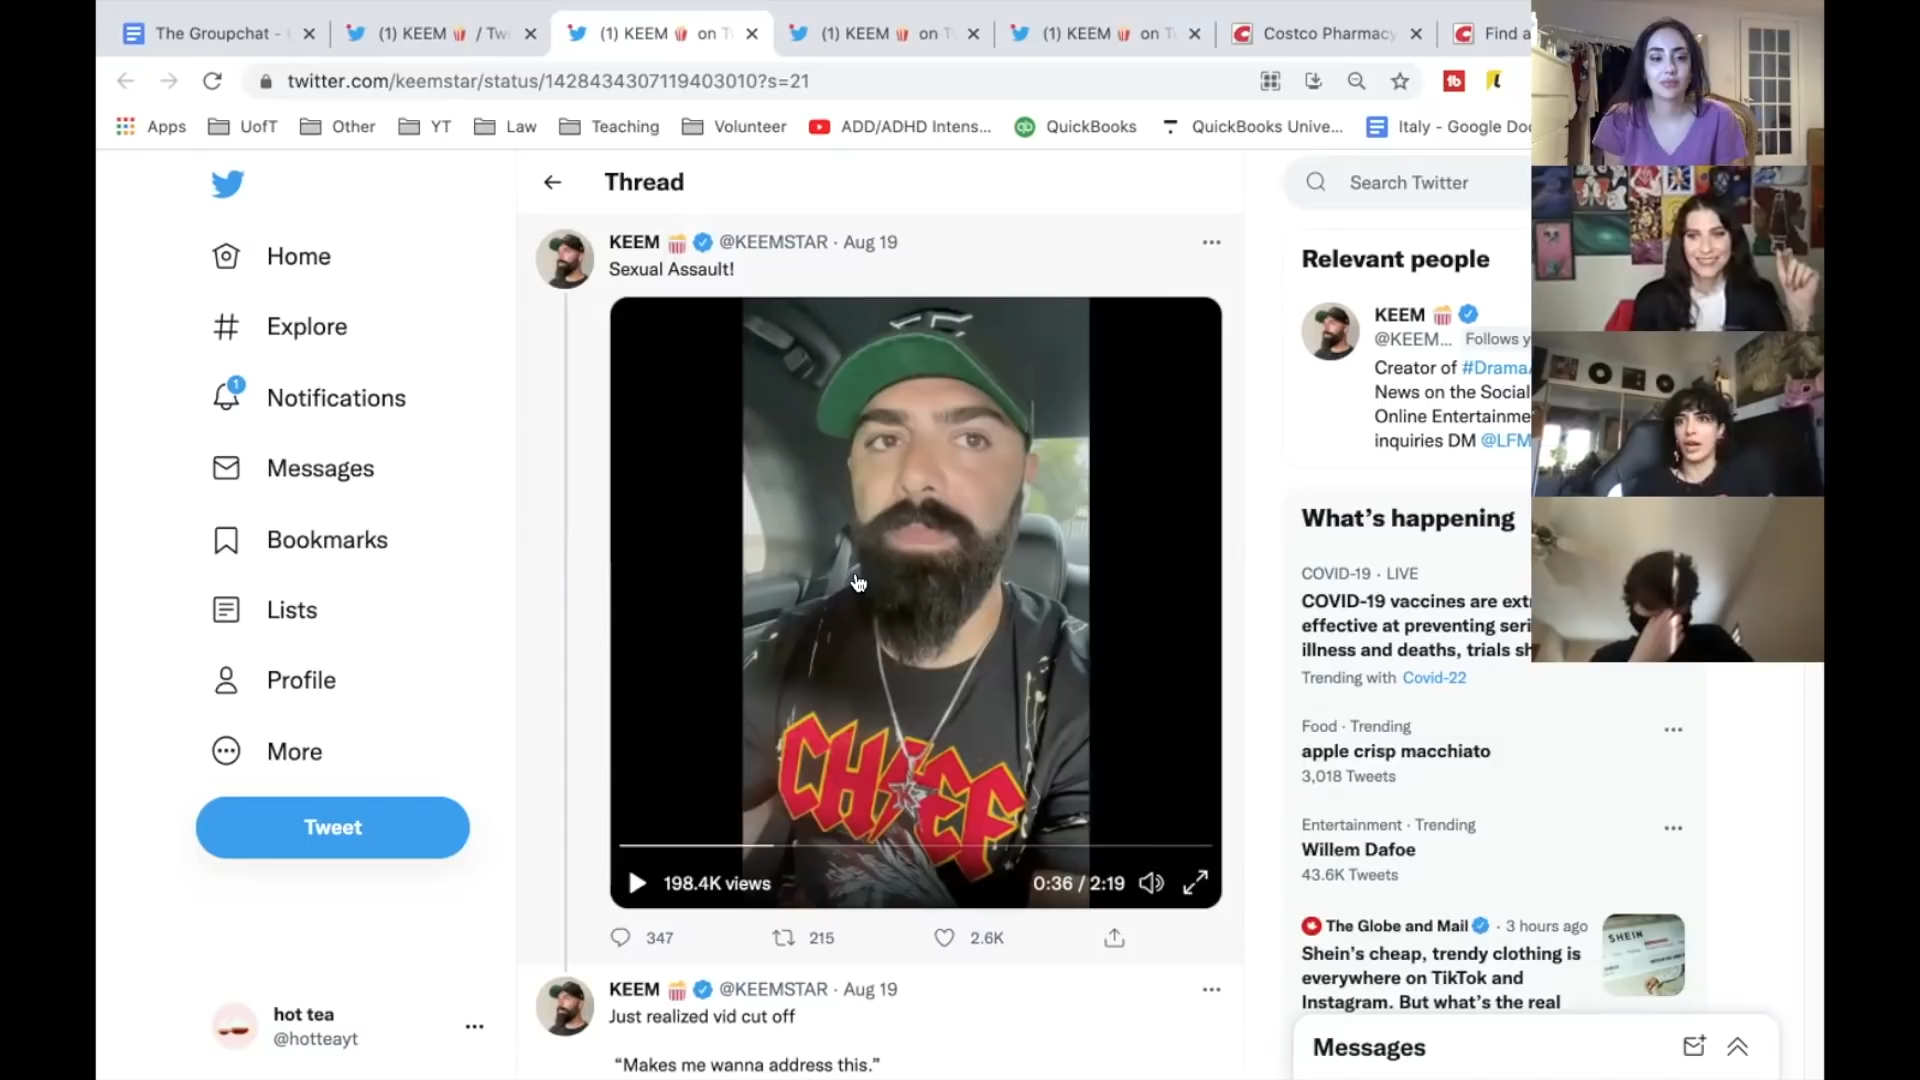 The Groupchat -
(1) KEEM 🍿 / Twi
(1) KEEM 🍿 on T
(1) KEEM 🍿 on T
(1) KEEM 🍿 on T
Costco Pharmacy
Find a
twitter.com/keemstar/status/1428434307119403010?s=21
Apps
UofT
Other
YT
Law
Teaching
Volunteer
ADD/ADHD Intens...
QuickBooks
QuickBooks Unive...
Italy - Google Doc
Home
Explore
1
Notifications
Messages
Bookmarks
Lists
Profile
More
Tweet
hot tea
@hotteayt
Thread
KEEM 🍿 @KEEMSTAR · Aug 19
Sexual Assault!
CHIEF
198.4K views
0:36 / 2:19
347
215
2.6K
KEEM 🍿 @KEEMSTAR · Aug 19
Just realized vid cut off
“Makes me wanna address this.”
Search Twitter
Relevant people
KEEM 🍿
@KEEM... Follows y
Creator of #DramaA
News on the Social
Online Entertainme
inquiries DM @LFM
What’s happening
COVID-19 · LIVE
COVID-19 vaccines are extr
effective at preventing seri
illness and deaths, trials sh
Trending with Covid-22
Food · Trending
apple crisp macchiato
3,018 Tweets
Entertainment · Trending
Willem Dafoe
43.6K Tweets
The Globe and Mail · 3 hours ago
Shein’s cheap, trendy clothing is
everywhere on TikTok and
Instagram. But what’s the real
SHEIN
Messages